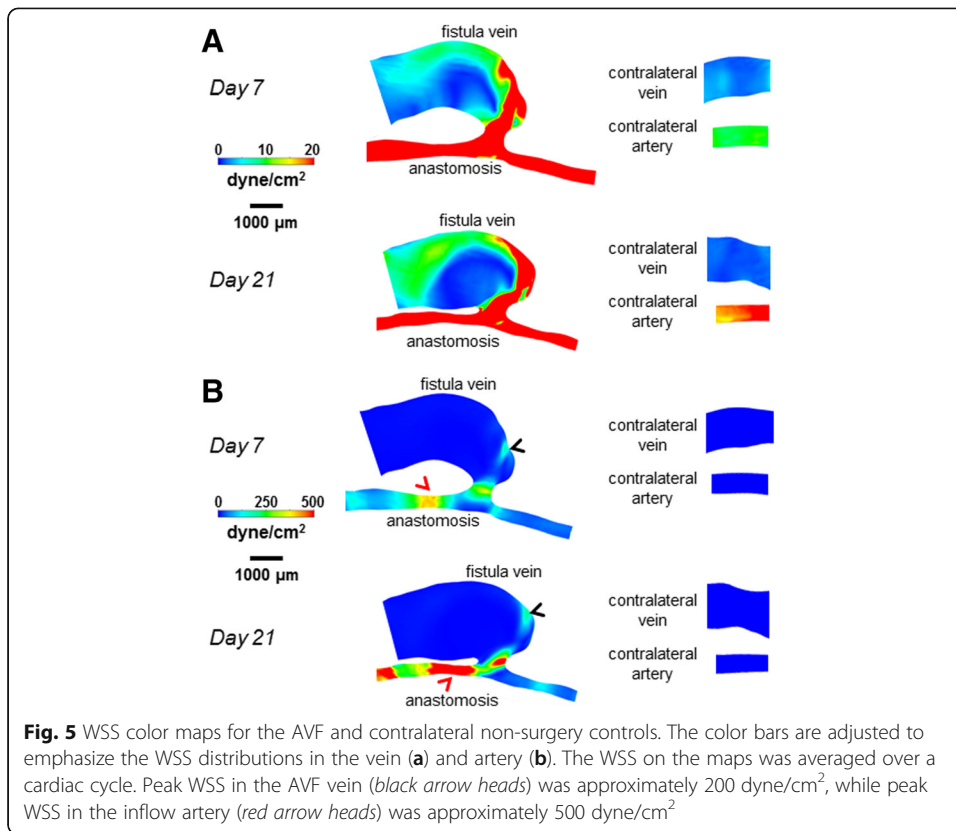 A
Day 7
fistula vein
contralateral
vein
contralateral
artery
0 10 20
dyne/cm²
1000 µm
anastomosis
fistula vein
Day 21
contralateral
vein
contralateral
artery
anastomosis
B
fistula vein
Day 7
contralateral
vein
contralateral
artery
0 250 500
dyne/cm²
1000 µm
anastomosis
fistula vein
Day 21
contralateral
vein
contralateral
artery
anastomosis
Fig. 5 WSS color maps for the AVF and contralateral non-surgery controls. The color bars are adjusted to
emphasize the WSS distributions in the vein (a) and artery (b). The WSS on the maps was averaged over a
cardiac cycle. Peak WSS in the AVF vein (black arrow heads) was approximately 200 dyne/cm², while peak
WSS in the inflow artery (red arrow heads) was approximately 500 dyne/cm²